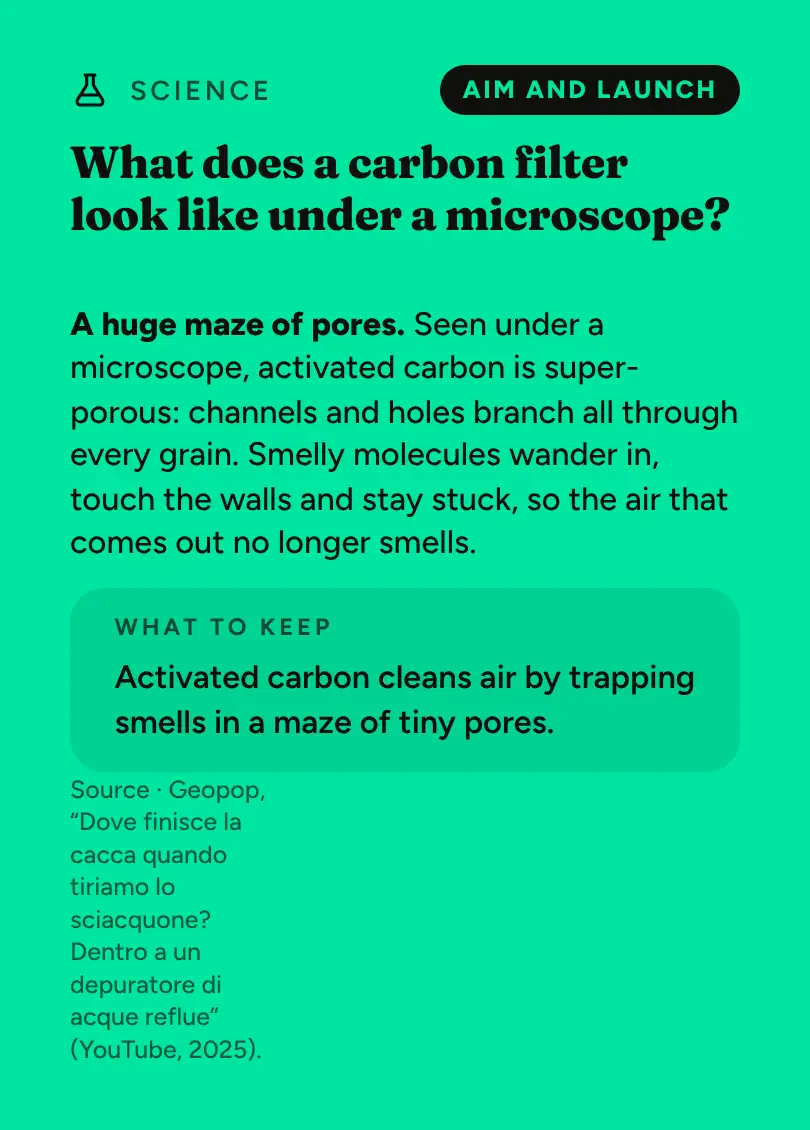 SCIENCE
AIM AND LAUNCH
What does a carbon filter
look like under a microscope?
A huge maze of pores. Seen under a
microscope, activated carbon is super-
porous: channels and holes branch all through
every grain. Smelly molecules wander in,
touch the walls and stay stuck, so the air that
comes out no longer smells.
WHAT TO KEEP
Activated carbon cleans air by trapping
smells in a maze of tiny pores.
Source · Geopop,
“Dove finisce la
cacca quando
tiriamo lo
sciacquone?
Dentro a un
depuratore di
acque reflue”
(YouTube, 2025).